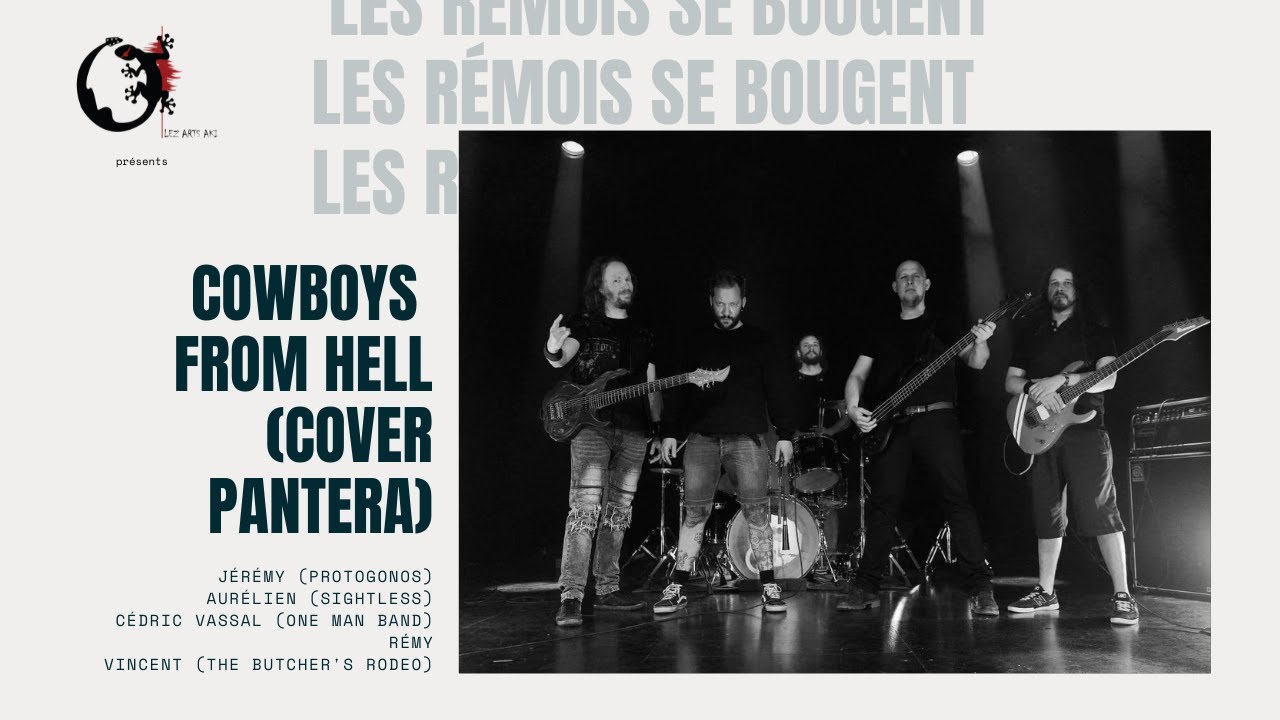 LES RÉMOIS SE BOUGENT
LES RÉMOIS SE BOUGENT
LES R
LEZ ARTS AKI
présents
COWBOYS
FROM HELL
(COVER
PANTERA)
JÉRÉMY (PROTOGONOS)
AURÉLIEN (SIGHTLESS)
CÉDRIC VASSAL (ONE MAN BAND)
RÉMY
VINCENT (THE BUTCHER'S RODEO)